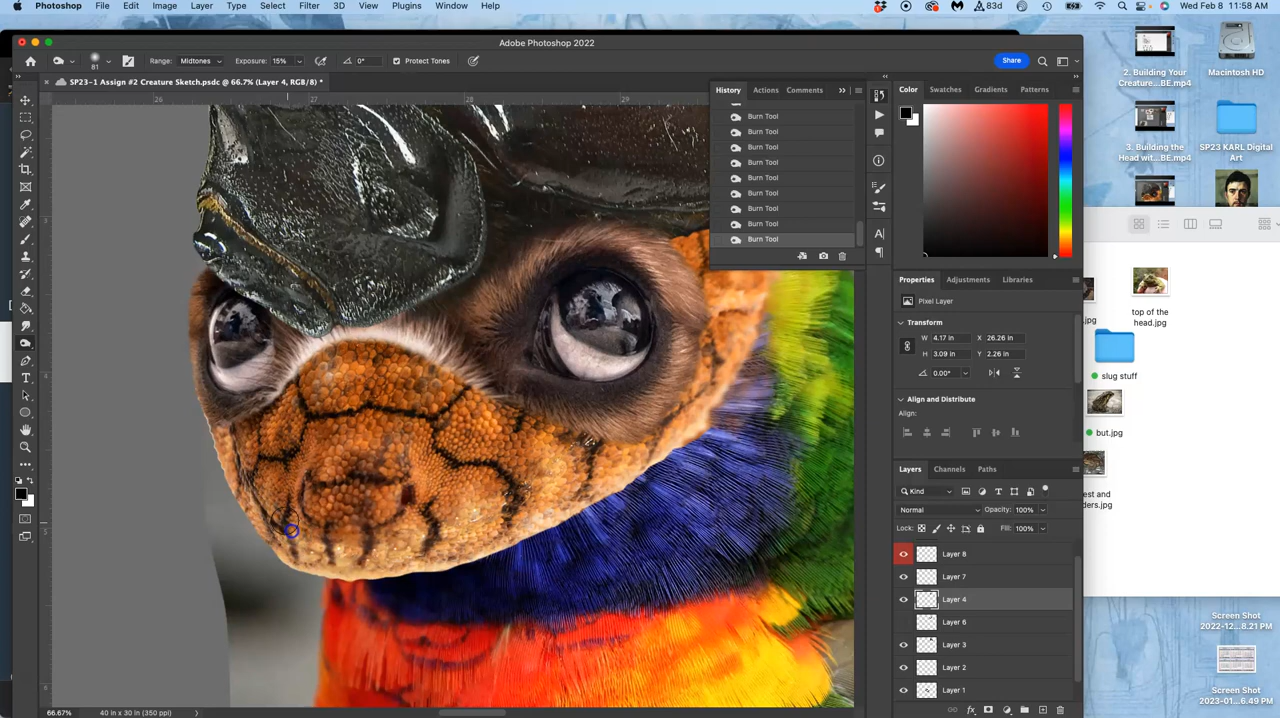 Photoshop File Edit Image Layer Type Select Filter 3D View Plugins Window Help 83d Wed Feb 8 11:58 AM
Adobe Photoshop 2022
81 Range: Midtones Exposure: 15% 0° Protect Tones Share
SP23-1 Assign #2 Creature Sketch.psdc @ 66.7% (Layer 4, RGB/8) *
26 27 28 29
History Actions Comments
Burn Tool
Burn Tool
Burn Tool
Burn Tool
Burn Tool
Burn Tool
Burn Tool
Burn Tool
Burn Tool
Color Swatches Gradients Patterns
Properties Adjustments Libraries
Pixel Layer
Transform
W 4.17 in X 26.26 in
H 3.09 in Y 2.26 in
0.00°
Align and Distribute
Align:
Layers Channels Paths
Kind
Normal Opacity: 100%
Lock: Fill: 100%
Layer 8
Layer 7
Layer 4
Layer 6
Layer 3
Layer 2
Layer 1
66.67% 40 in x 30 in (350 ppi)
2. Building Your
Creature...BE.mp4
Macintosh HD
3. Building the
Head wit...BE.mp4
SP23 KARL Digital
Art
.jpg
top of the
head.jpg
slug stuff
but.jpg
est and
ders.jpg
Screen Shot
2022-12...8.21 PM
Screen Shot
2023-01...6.49 PM